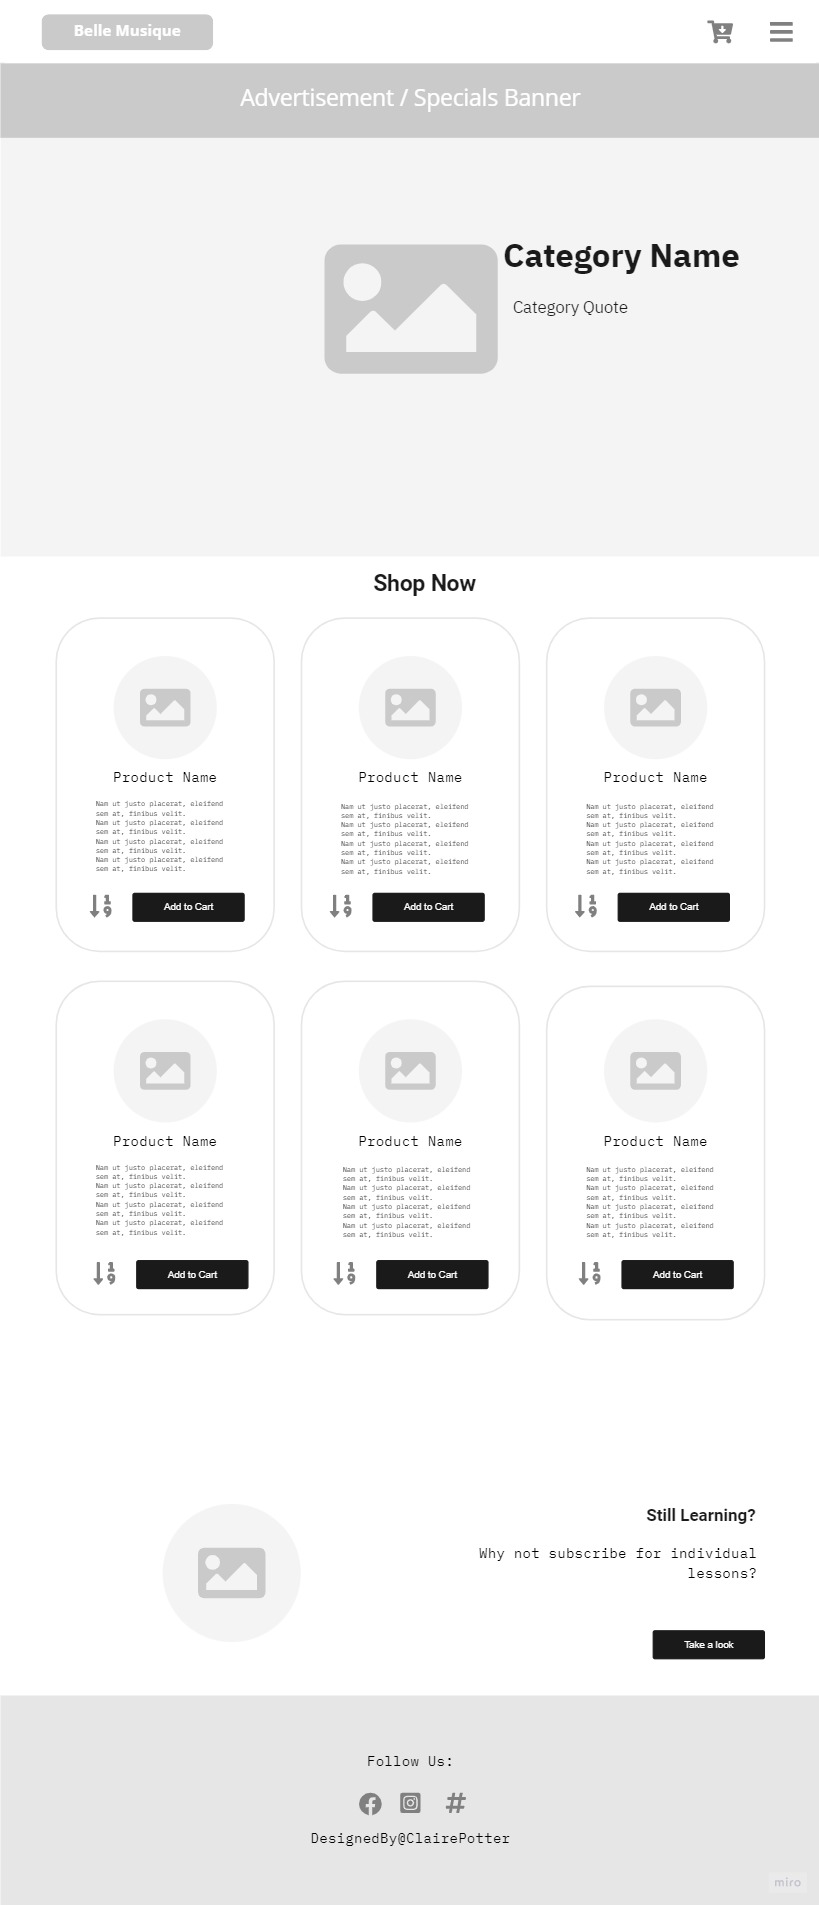 Belle Musique
Advertisement / Specials Banner
Category Name
Category Quote
Shop Now
Product Name
Nam ut justo placerat, eleifend
sem at, finibus velit.
Nam ut justo placerat, eleifend
sem at, finibus velit.
Nam ut justo placerat, eleifend
sem at, finibus velit.
Nam ut justo placerat, eleifend
sem at, finibus velit.
1
9
Add to Cart
Product Name
Nam ut justo placerat, eleifend
sem at, finibus velit.
Nam ut justo placerat, eleifend
sem at, finibus velit.
Nam ut justo placerat, eleifend
sem at, finibus velit.
Nam ut justo placerat, eleifend
sem at, finibus velit.
1
9
Add to Cart
Product Name
Nam ut justo placerat, eleifend
sem at, finibus velit.
Nam ut justo placerat, eleifend
sem at, finibus velit.
Nam ut justo placerat, eleifend
sem at, finibus velit.
Nam ut justo placerat, eleifend
sem at, finibus velit.
1
9
Add to Cart
Product Name
Nam ut justo placerat, eleifend
sem at, finibus velit.
Nam ut justo placerat, eleifend
sem at, finibus velit.
Nam ut justo placerat, eleifend
sem at, finibus velit.
Nam ut justo placerat, eleifend
sem at, finibus velit.
1
9
Add to Cart
Product Name
Nam ut justo placerat, eleifend
sem at, finibus velit.
Nam ut justo placerat, eleifend
sem at, finibus velit.
Nam ut justo placerat, eleifend
sem at, finibus velit.
Nam ut justo placerat, eleifend
sem at, finibus velit.
1
9
Add to Cart
Product Name
Nam ut justo placerat, eleifend
sem at, finibus velit.
Nam ut justo placerat, eleifend
sem at, finibus velit.
Nam ut justo placerat, eleifend
sem at, finibus velit.
Nam ut justo placerat, eleifend
sem at, finibus velit.
1
9
Add to Cart
Still Learning?
Why not subscribe for individual
lessons?
Take a look
Follow Us:
#
DesignedBy@ClairePotter
miro